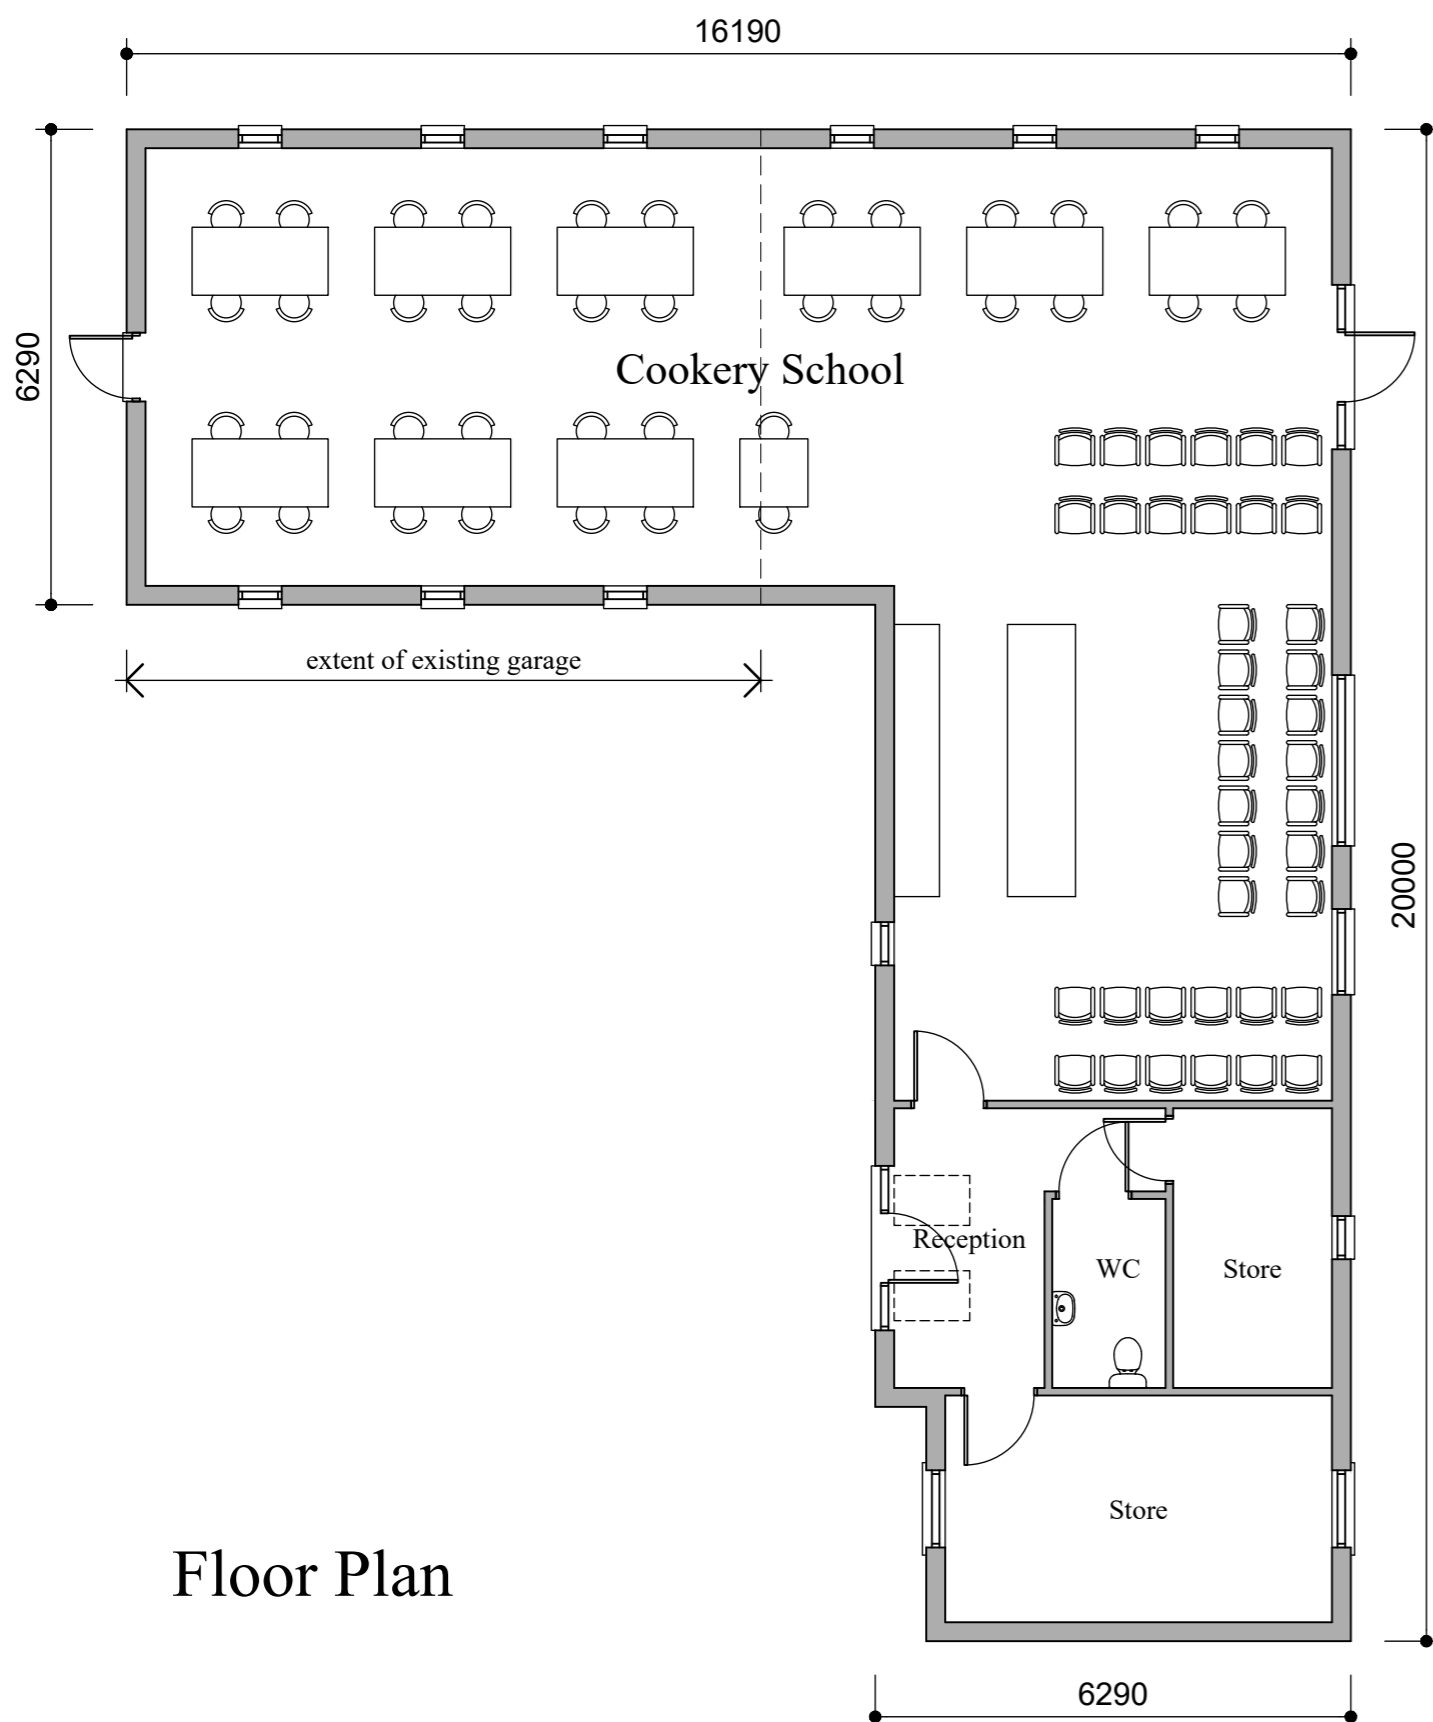 16190
6290
Cookery School
extent of existing garage
20000
Reception
WC
Store
Store
Floor Plan
6290